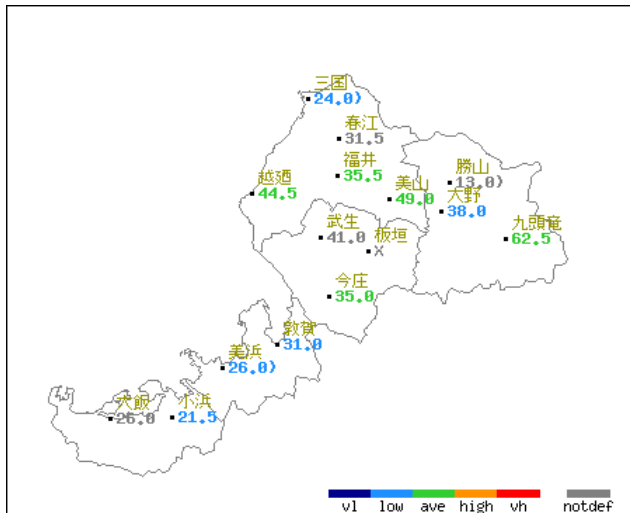 三国
24.0)
春江
31.5
福井
35.5
越廼
44.5
美山
49.0
勝山
13.0)
大野
38.0
九頭竜
62.5
武生
41.0
板垣
X
今庄
35.0
敦賀
31.0
美浜
26.0)
大飯
26.0
小浜
21.5
vl low ave high vh notdef